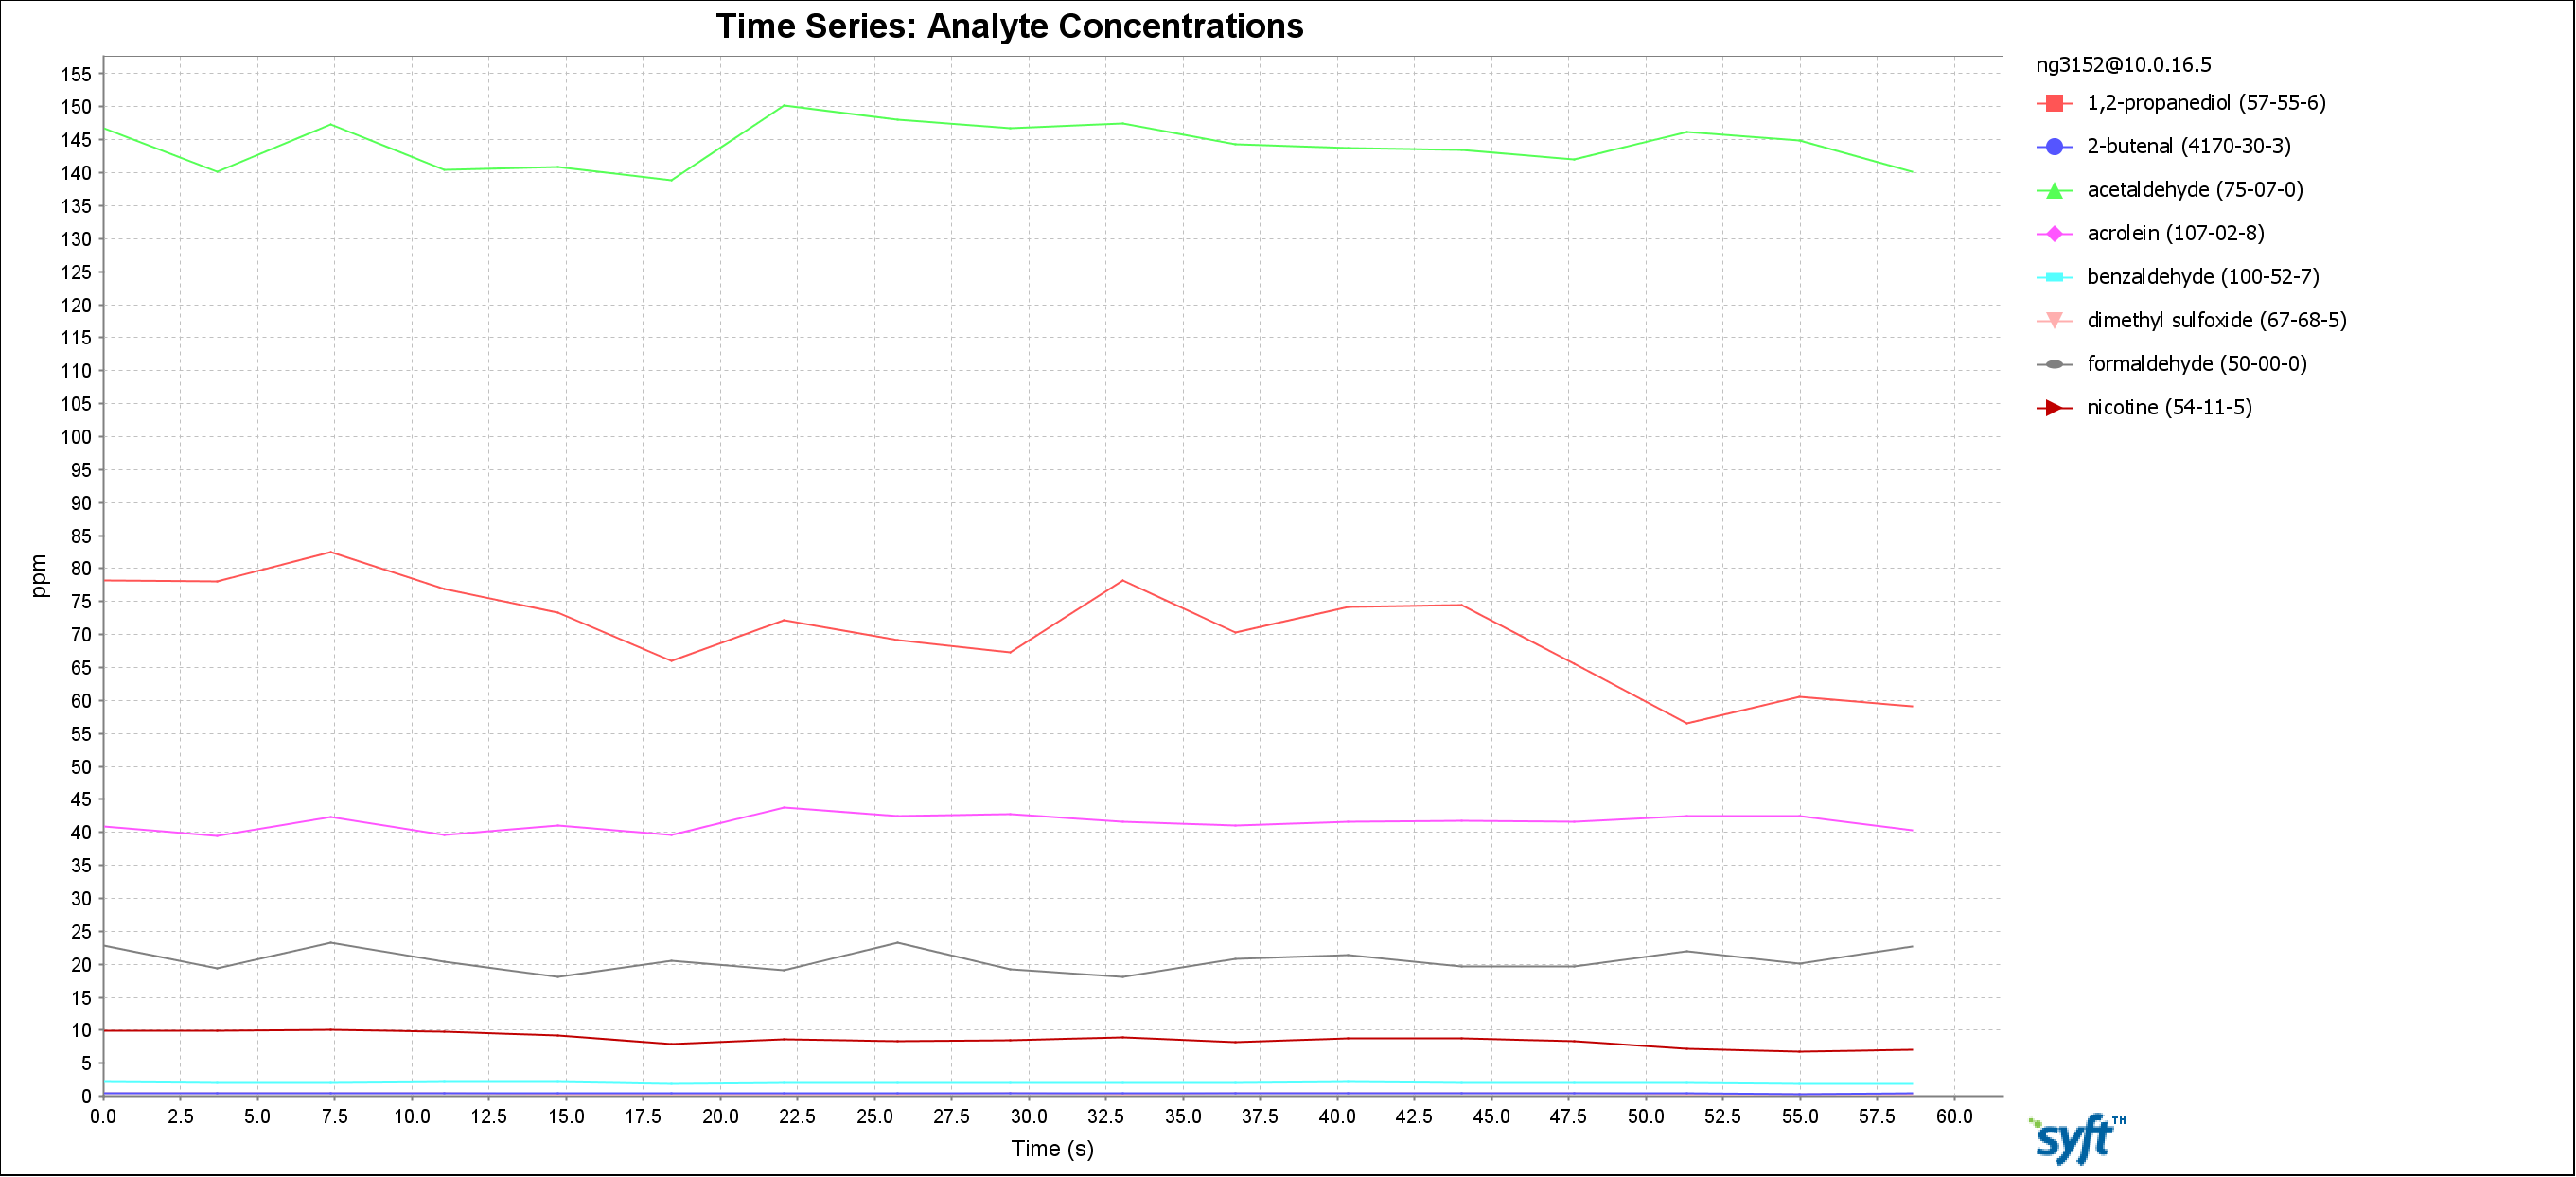 Time Series: Analyte Concentrations
155
150
145
140
135
130
125
120
115
110
105
100
95
90
85
80
75
70
65
60
55
50
45
40
35
30
25
20
15
10
5
0
ppm
0.0 2.5 5.0 7.5 10.0 12.5 15.0 17.5 20.0 22.5 25.0 27.5 30.0 32.5 35.0 37.5 40.0 42.5 45.0 47.5 50.0 52.5 55.0 57.5 60.0
Time (s)
ng3152@10.0.16.5
1,2-propanediol (57-55-6)
2-butenal (4170-30-3)
acetaldehyde (75-07-0)
acrolein (107-02-8)
benzaldehyde (100-52-7)
dimethyl sulfoxide (67-68-5)
formaldehyde (50-00-0)
nicotine (54-11-5)
syft™